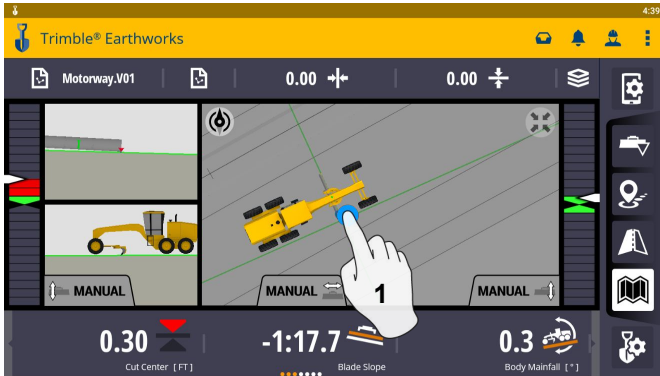 4:39
Trimble® Earthworks
Motorway.V01 0.00 0.00
MANUAL MANUAL 1 MANUAL
0.30 -1:17.7 0.3
Cut Center [FT] Blade Slope Body Mainfall [°]